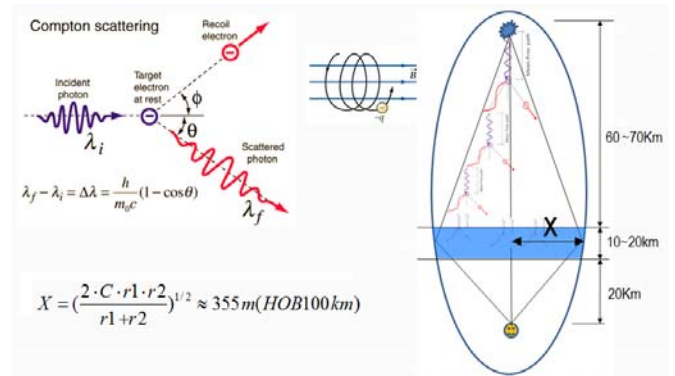 Compton scattering
Recoil
electron
Incident
photon
Target
electron
at rest
ϕ
θ
λi
Scattered
photon
λf
λf − λi = Δλ = h/m₀c (1 − cosθ)
B
−q
X
60~70Km
10~20km
20Km
X = (2·C·r1·r2 / r1+r2)^1/2 ≈ 355m(HOB100km)